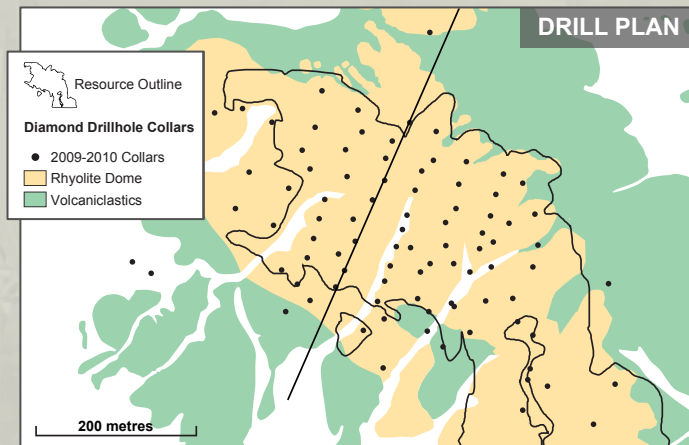 DRILL PLAN
Resource Outline
Diamond Drillhole Collars
2009-2010 Collars
Rhyolite Dome
Volcaniclastics
200 metres